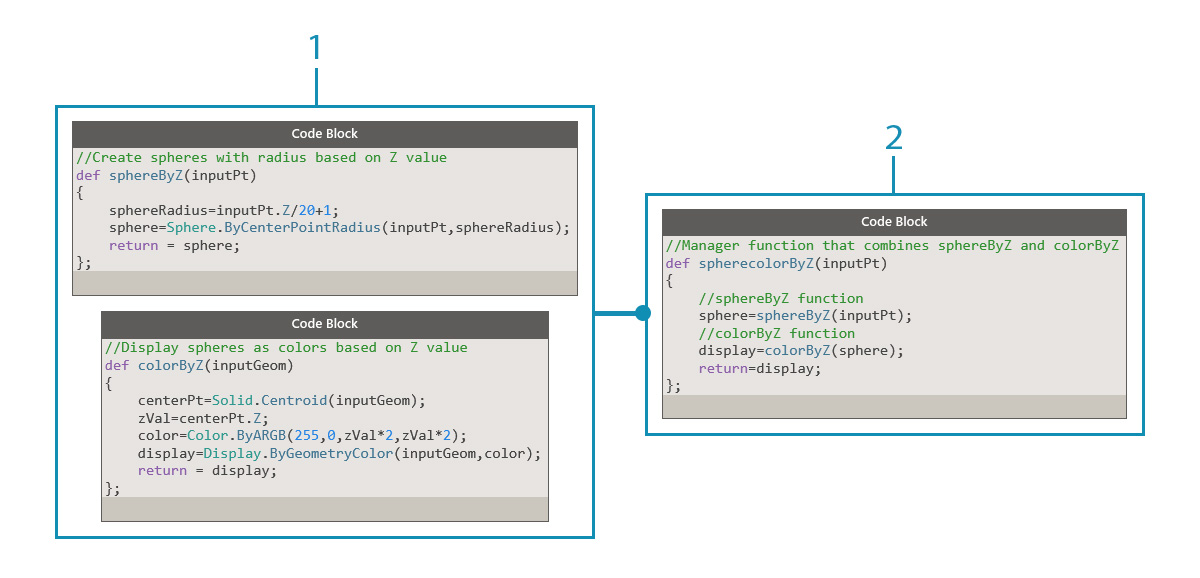 1
Code Block
//Create spheres with radius based on Z value
def sphereByZ(inputPt)
{
    sphereRadius=inputPt.Z/20+1;
    sphere=Sphere.ByCenterPointRadius(inputPt,sphereRadius);
    return = sphere;
};
Code Block
//Display spheres as colors based on Z value
def colorByZ(inputGeom)
{
    centerPt=Solid.Centroid(inputGeom);
    zVal=centerPt.Z;
    color=Color.ByARGB(255,0,zVal*2,zVal*2);
    display=Display.ByGeometryColor(inputGeom,color);
    return = display;
};
2
Code Block
//Manager function that combines sphereByZ and colorByZ
def spherecolorByZ(inputPt)
{
    //sphereByZ function
    sphere=sphereByZ(inputPt);
    //colorByZ function
    display=colorByZ(sphere);
    return=display;
};